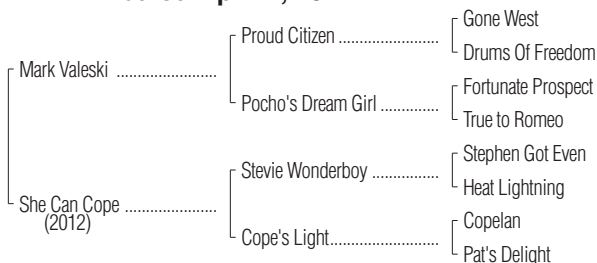 Gone West
Proud Citizen ......................
Drums Of Freedom
Mark Valeski ......................
Fortunate Prospect
Pocho's Dream Girl .............
True to Romeo
Stephen Got Even
Stevie Wonderboy ...............
Heat Lightning
She Can Cope .....................
(2012)
Copelan
Cope's Light........................
Pat's Delight